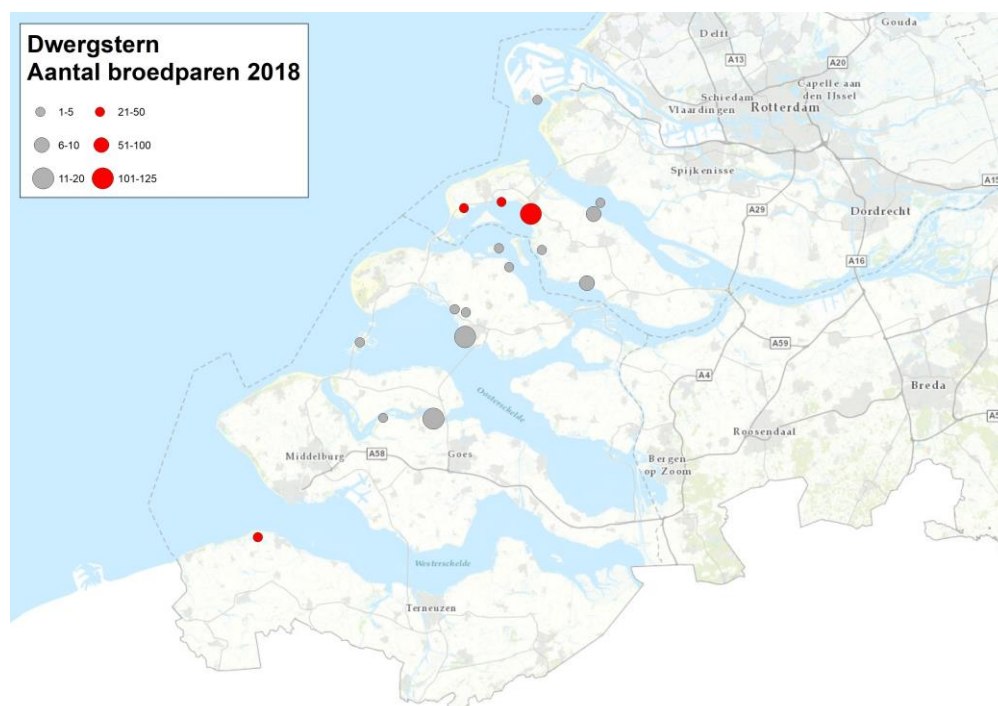 Dwergstern
Aantal broedparen 2018
1-5
21-50
6-10
51-100
11-20
101-125
Gouda
Delft
A13
A20
Capelle aan
den IJssel
Schiedam
Vlaardingen
Rotterdam
Spijkenisse
A15
A29
Dordrecht
A16
A59
A4
Breda
Oosterschelde
Roosendaal
Middelburg
A58
Goes
Bergen
op Zoom
Westerschelde
Terneuzen